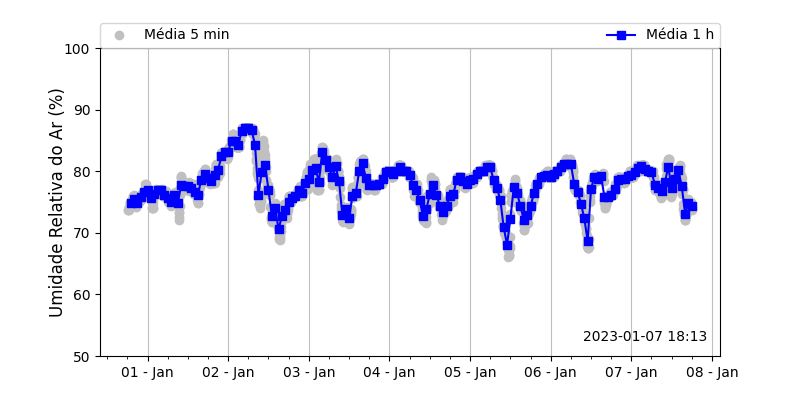 Média 5 min
Média 1 h
Umidade Relativa do Ar (%)
100
90
80
70
60
50
2023-01-07 18:13
01 - Jan
02 - Jan
03 - Jan
04 - Jan
05 - Jan
06 - Jan
07 - Jan
08 - Jan